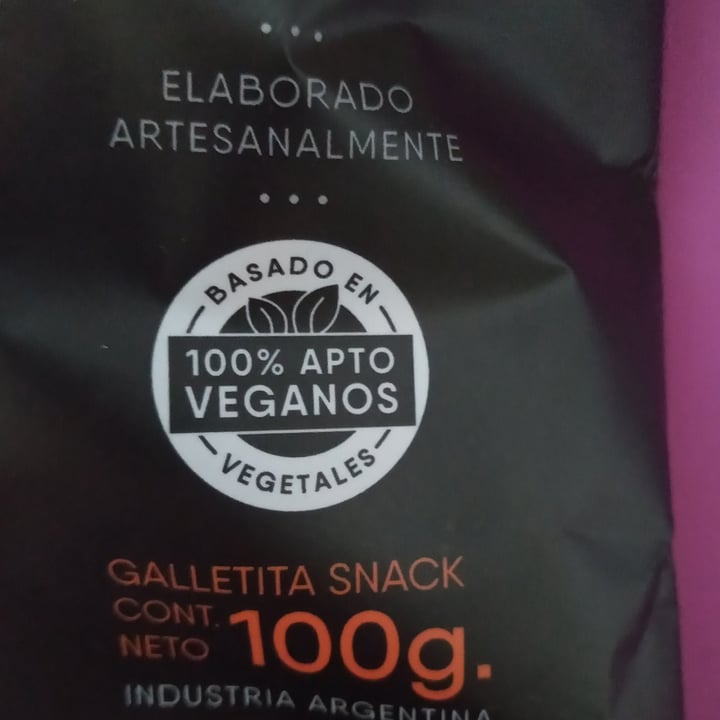 ELABORADO
ARTESANALMENTE
BASADO EN
100% APTO
VEGANOS
VEGETALES
GALLETITA SNACK
CONT.
NETO 100g.
INDUSTRIA ARGENTINA